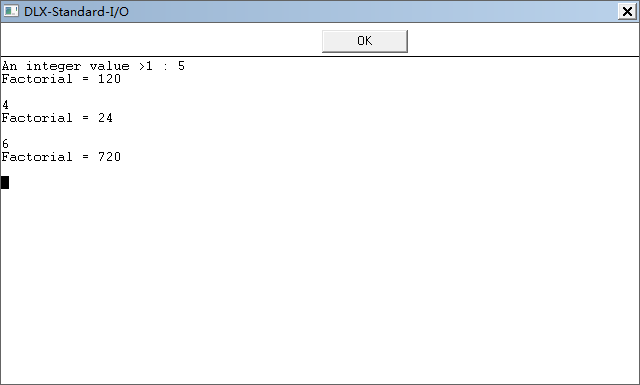 DLX-Standard-I/O
OK
An integer value >1 : 5
Factorial = 120
4
Factorial = 24
6
Factorial = 720